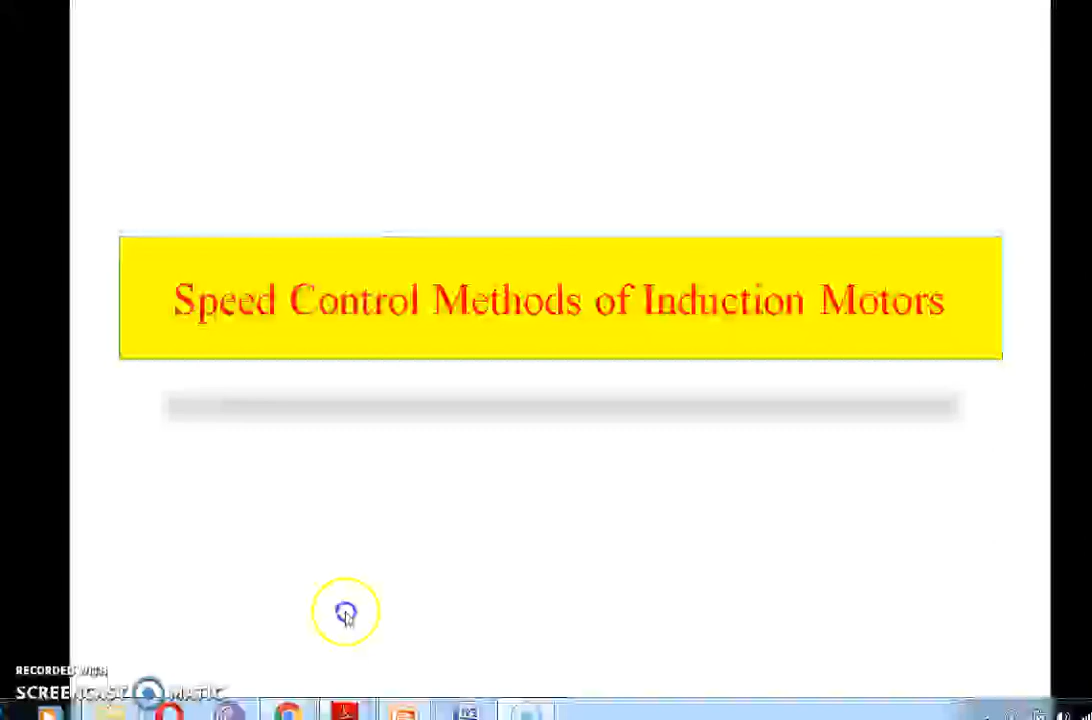 Speed Control Methods of Induction Motors
RECORDED WITH
SCREENCAST MATIC